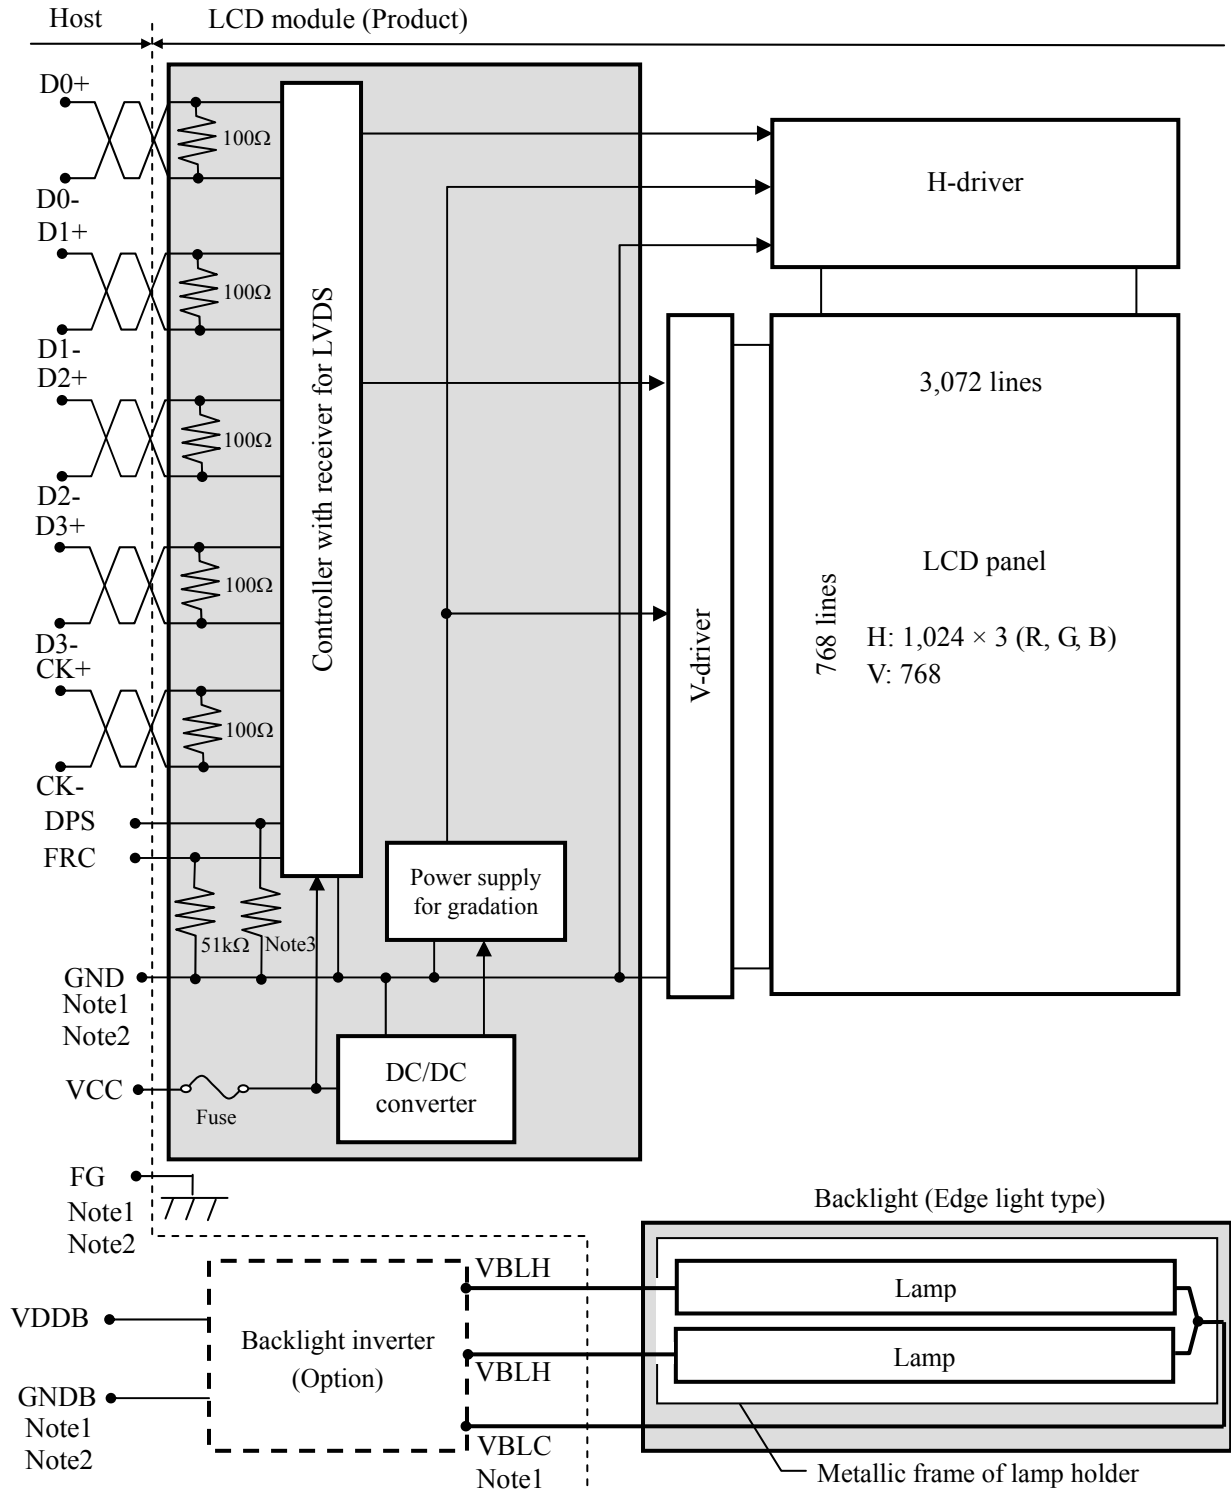 Host
LCD module (Product)
D0+
100Ω
D0-
D1+
100Ω
D1-
D2+
100Ω
D2-
D3+
100Ω
D3-
CK+
100Ω
CK-
DPS
FRC
51kΩ
Note3
GND
Note1
Note2
VCC
Fuse
FG
Note1
Note2
Controller with receiver for LVDS
Power supply
for gradation
DC/DC
converter
H-driver
V-driver
3,072 lines
768 lines
LCD panel
H: 1,024 × 3 (R, G, B)
V: 768
Backlight (Edge light type)
VDDB
GNDB
Note1
Note2
Backlight inverter
(Option)
VBLH
VBLH
VBLC
Note1
Lamp
Lamp
Metallic frame of lamp holder